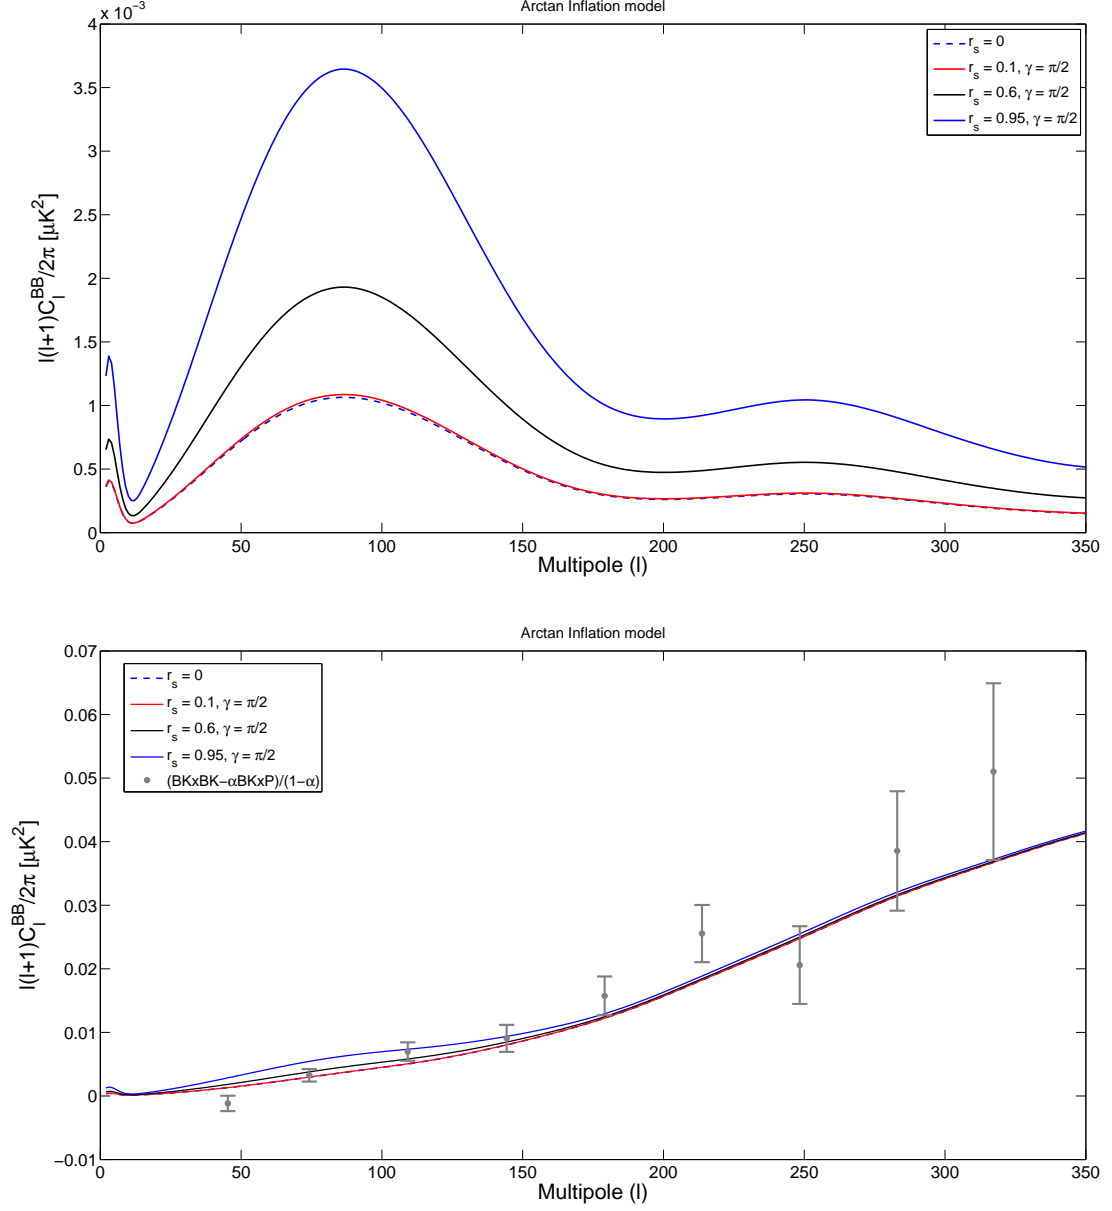 Arctan Inflation model
x 10⁻³
4
3.5
3
2.5
2
1.5
1
0.5
0
l(l+1)C_l^BB/2π [μK²]
0 50 100 150 200 250 300 350
Multipole (l)
r_s = 0
r_s = 0.1, γ = π/2
r_s = 0.6, γ = π/2
r_s = 0.95, γ = π/2
Arctan Inflation model
0.07
0.06
0.05
0.04
0.03
0.02
0.01
0
−0.01
l(l+1)C_l^BB/2π [μK²]
0 50 100 150 200 250 300 350
Multipole (l)
r_s = 0
r_s = 0.1, γ = π/2
r_s = 0.6, γ = π/2
r_s = 0.95, γ = π/2
(BKxBK−αBKxP)/(1−α)